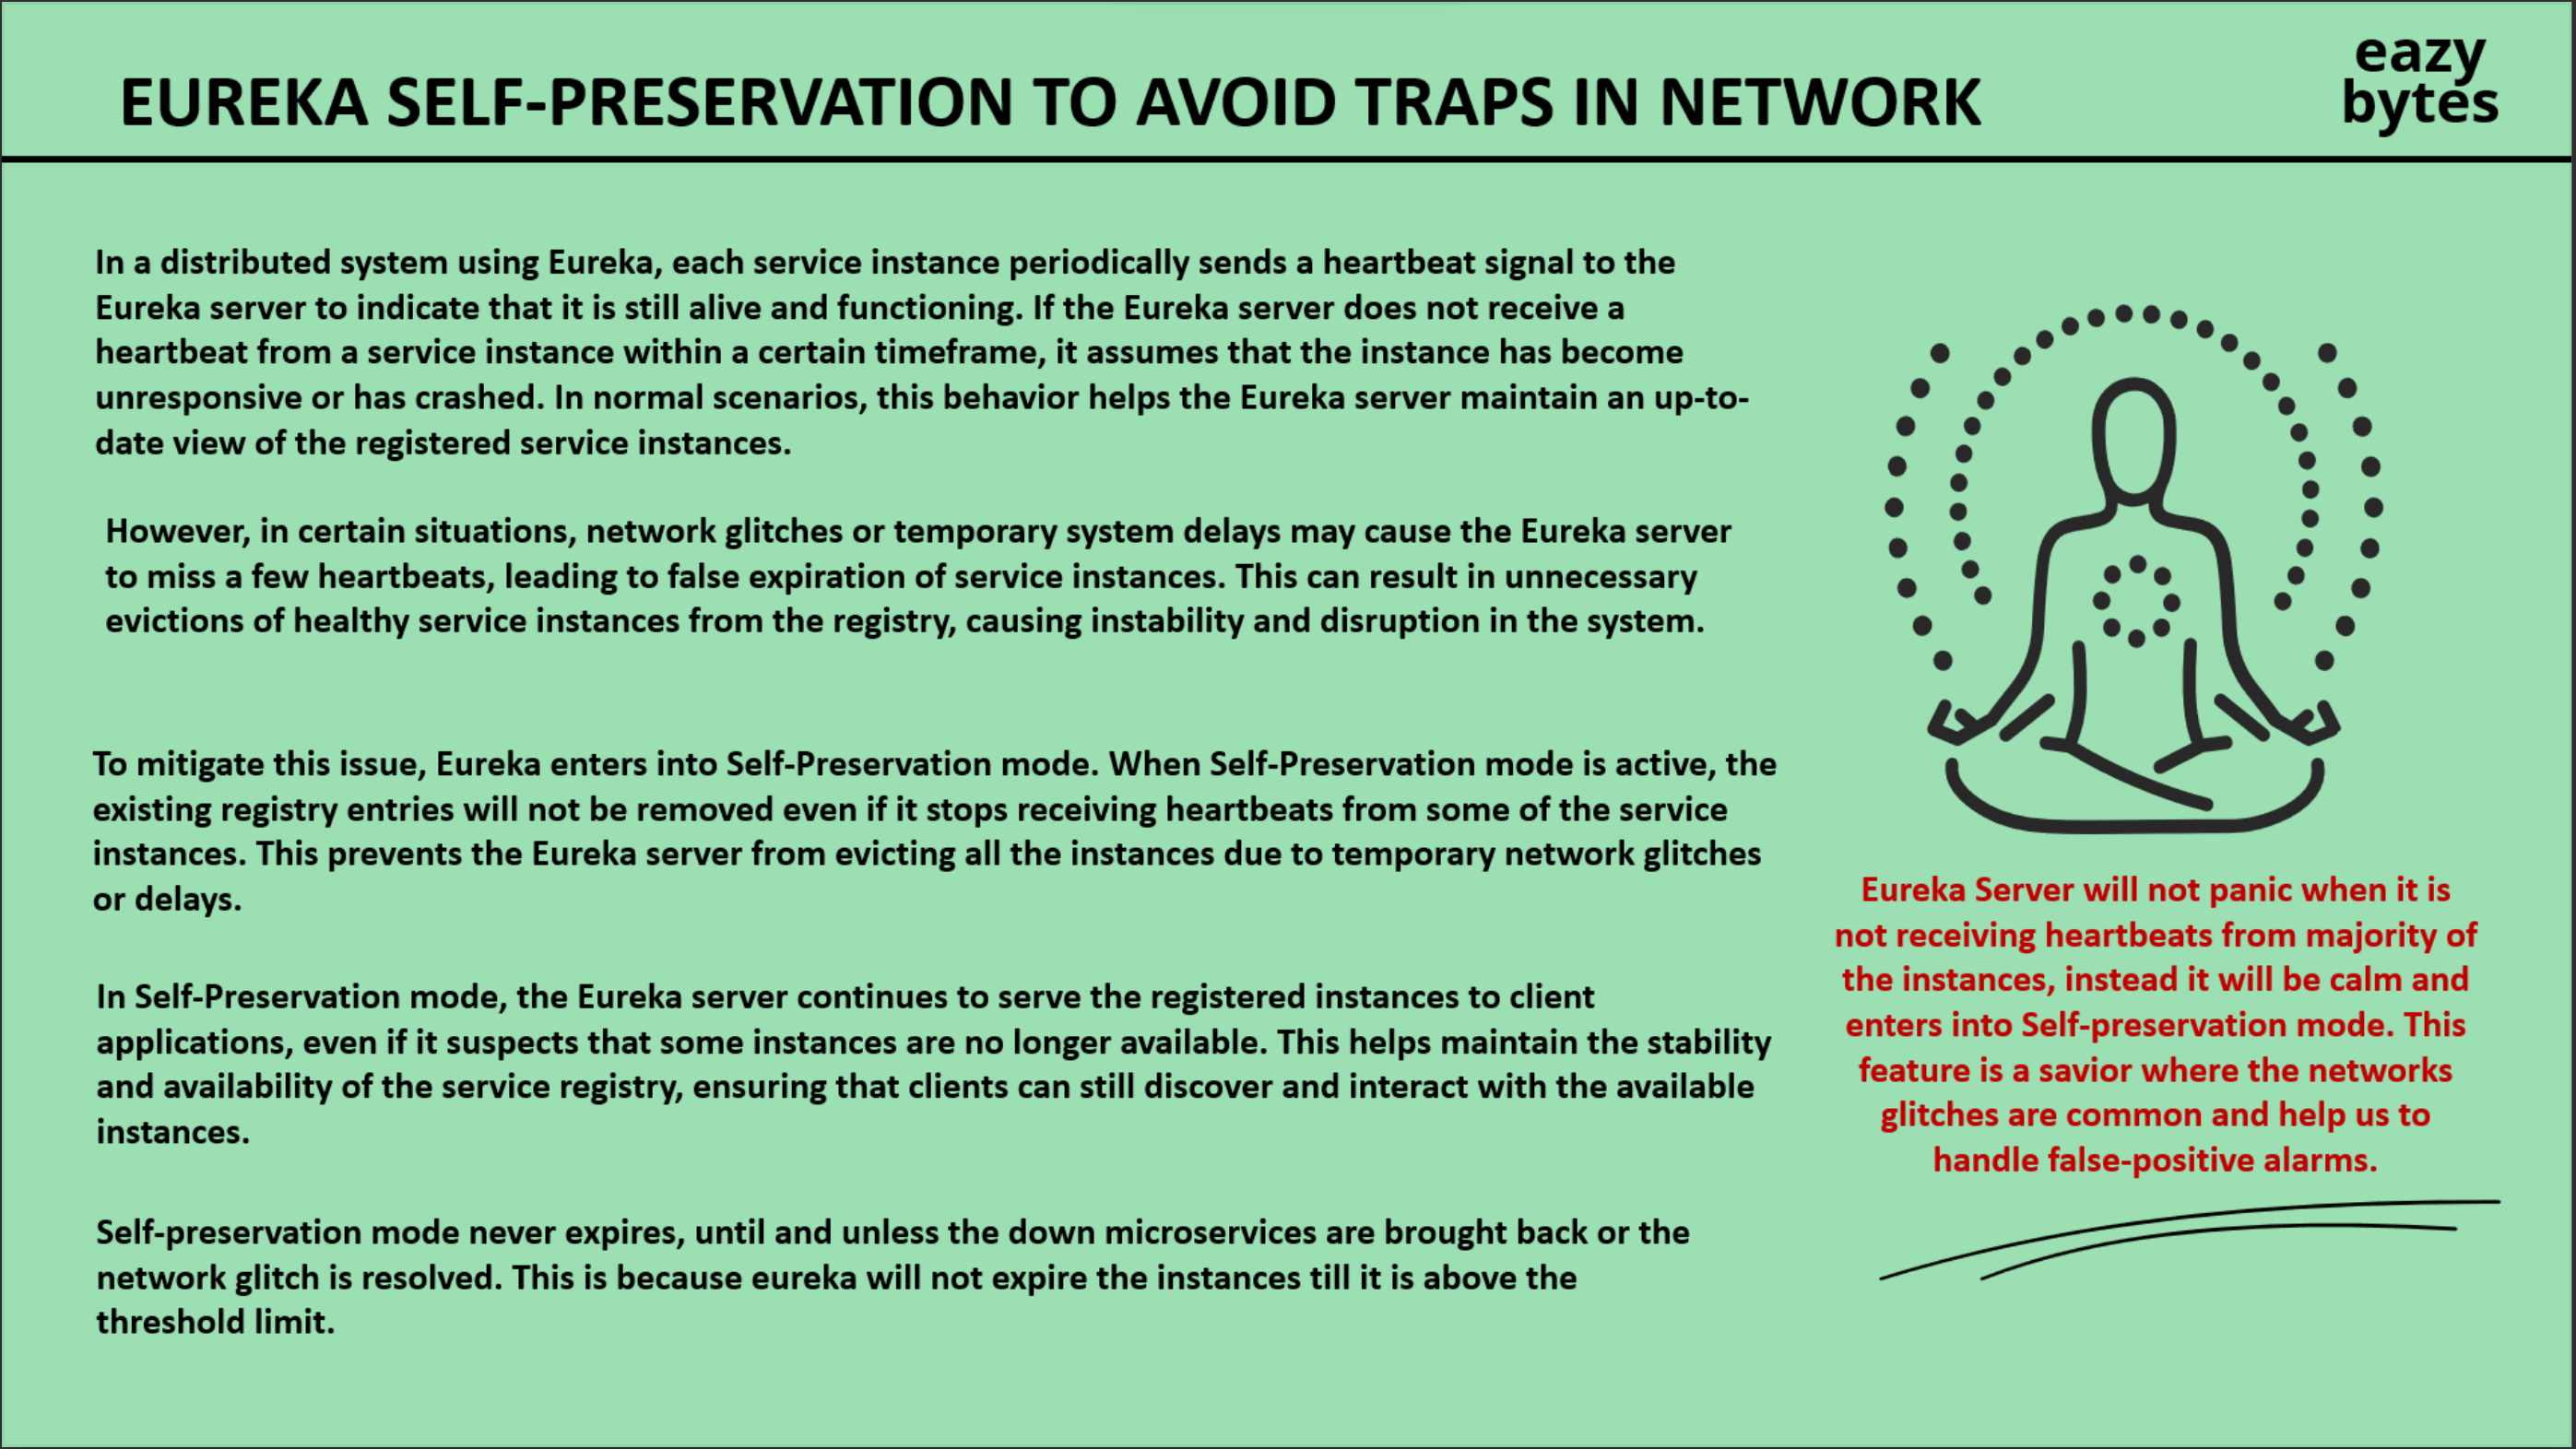 EUREKA SELF-PRESERVATION TO AVOID TRAPS IN NETWORK
eazy
bytes
In a distributed system using Eureka, each service instance periodically sends a heartbeat signal to the
Eureka server to indicate that it is still alive and functioning. If the Eureka server does not receive a
heartbeat from a service instance within a certain timeframe, it assumes that the instance has become
unresponsive or has crashed. In normal scenarios, this behavior helps the Eureka server maintain an up-to-
date view of the registered service instances.
However, in certain situations, network glitches or temporary system delays may cause the Eureka server
to miss a few heartbeats, leading to false expiration of service instances. This can result in unnecessary
evictions of healthy service instances from the registry, causing instability and disruption in the system.
To mitigate this issue, Eureka enters into Self-Preservation mode. When Self-Preservation mode is active, the
existing registry entries will not be removed even if it stops receiving heartbeats from some of the service
instances. This prevents the Eureka server from evicting all the instances due to temporary network glitches
or delays.
In Self-Preservation mode, the Eureka server continues to serve the registered instances to client
applications, even if it suspects that some instances are no longer available. This helps maintain the stability
and availability of the service registry, ensuring that clients can still discover and interact with the available
instances.
Self-preservation mode never expires, until and unless the down microservices are brought back or the
network glitch is resolved. This is because eureka will not expire the instances till it is above the
threshold limit.
Eureka Server will not panic when it is
not receiving heartbeats from majority of
the instances, instead it will be calm and
enters into Self-preservation mode. This
feature is a savior where the networks
glitches are common and help us to
handle false-positive alarms.